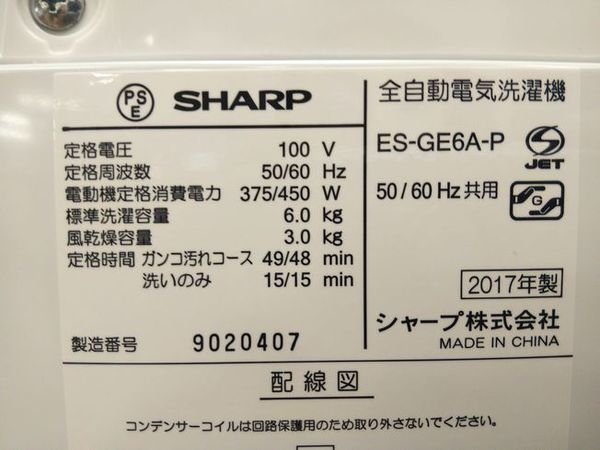 PS
E
SHARP
定格電圧 100 V
定格周波数 50/60 Hz
電動機定格消費電力 375/450 W
標準洗濯容量 6.0 kg
風乾燥容量 3.0 kg
定格時間 ガンコ汚れコース 49/48 min
洗いのみ 15/15 min
製造番号 9020407
全自動電気洗濯機
ES-GE6A-P
JET
50/60 Hz 共用
G
2017年製
シャープ株式会社
MADE IN CHINA
配線図
コンデンサーコイルは回路保護用のため取り外さないでください。